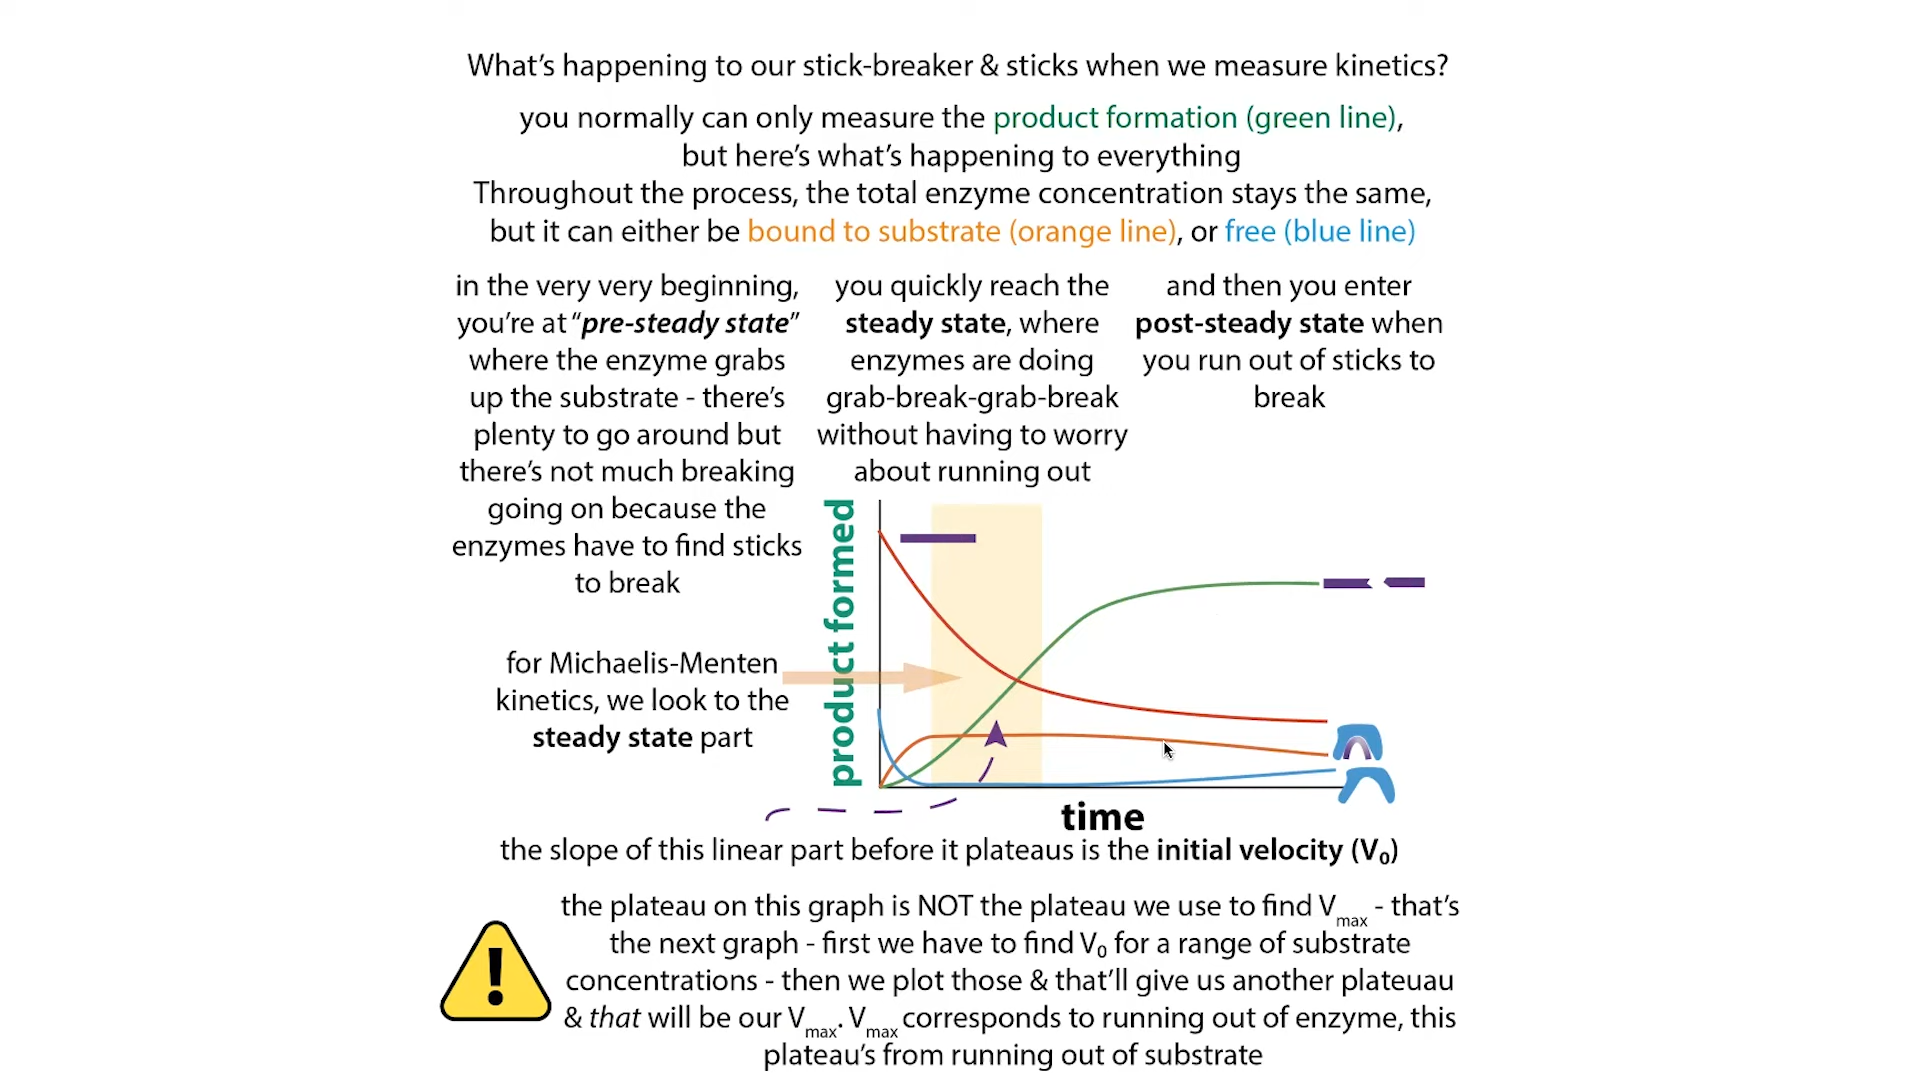 What's happening to our stick-breaker & sticks when we measure kinetics?
you normally can only measure the product formation (green line),
but here's what's happening to everything
Throughout the process, the total enzyme concentration stays the same,
but it can either be bound to substrate (orange line), or free (blue line)
in the very very beginning,
you're at “pre-steady state”
where the enzyme grabs
up the substrate - there's
plenty to go around but
there's not much breaking
going on because the
enzymes have to find sticks
to break
you quickly reach the
steady state, where
enzymes are doing
grab-break-grab-break
without having to worry
about running out
and then you enter
post-steady state when
you run out of sticks to
break
for Michaelis-Menten
kinetics, we look to the
steady state part
product formed
time
the slope of this linear part before it plateaus is the initial velocity (V₀)
!
the plateau on this graph is NOT the plateau we use to find Vmax - that's
the next graph - first we have to find V₀ for a range of substrate
concentrations - then we plot those & that'll give us another plateuau
& that will be our Vmax. Vmax corresponds to running out of enzyme, this
plateau's from running out of substrate